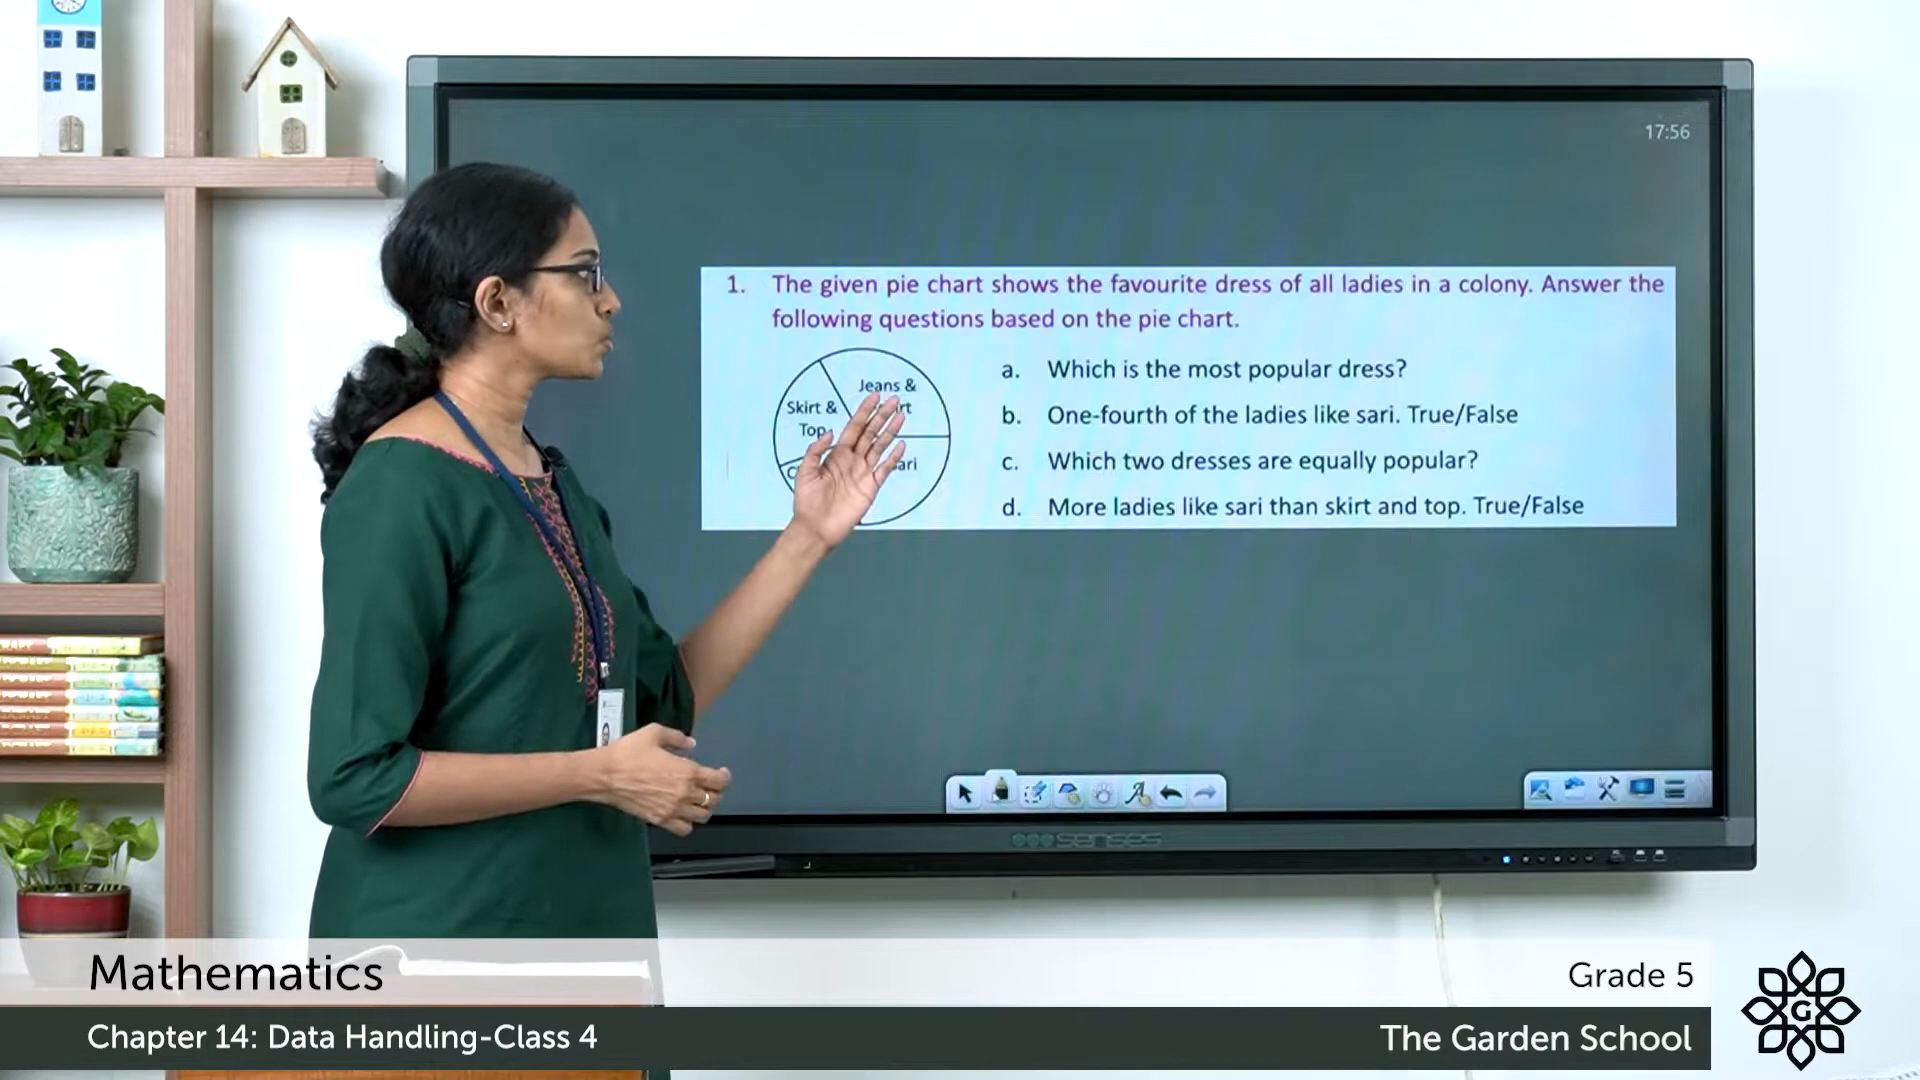 17:56
1. The given pie chart shows the favourite dress of all ladies in a colony. Answer the
following questions based on the pie chart.
Jeans &
Skirt &
Top
a. Which is the most popular dress?
b. One-fourth of the ladies like sari. True/False
c. Which two dresses are equally popular?
d. More ladies like sari than skirt and top. True/False
senses
Mathematics
Grade 5
Chapter 14: Data Handling-Class 4
The Garden School
G